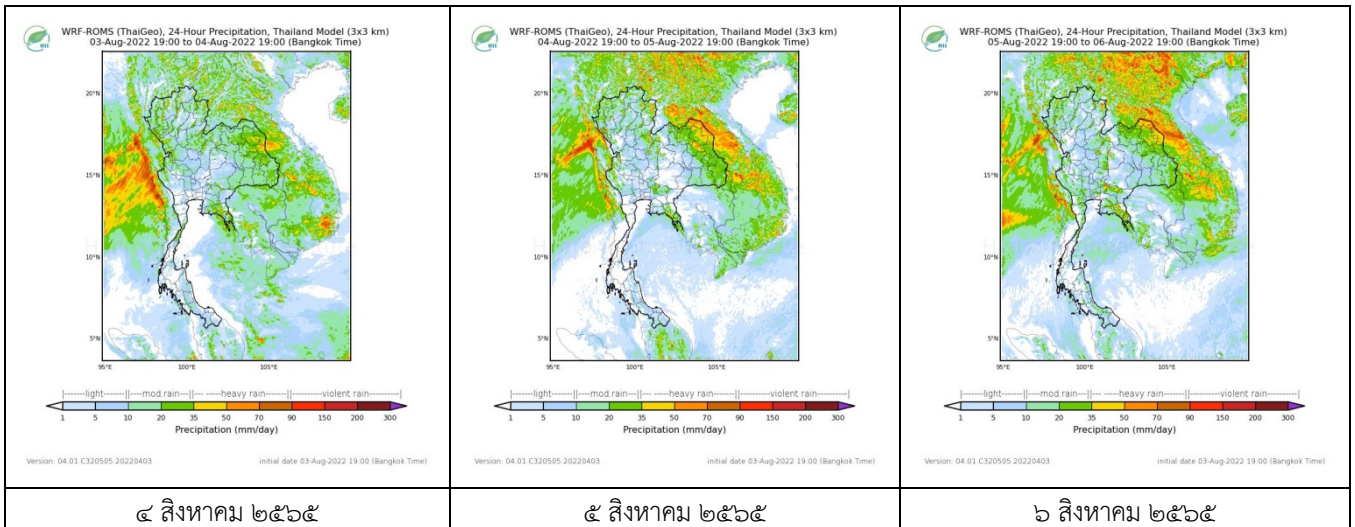 HII
WRF-ROMS (ThaiGeo), 24-Hour Precipitation, Thailand Model (3x3 km)
03-Aug-2022 19:00 to 04-Aug-2022 19:00 (Bangkok Time)
20°N
15°N
10°N
5°N
95°E 100°E 105°E
|-------light------||--mod.rain---||--- ---heavy rain---||--------violent rain--------|
1 5 10 20 35 50 70 90 150 200 300
Precipitation (mm/day)
Version: 04.01.C320505.20220403 initial date 03-Aug-2022 19:00 (Bangkok Time)
๔ สิงหาคม ๒๕๖๕
HII
WRF-ROMS (ThaiGeo), 24-Hour Precipitation, Thailand Model (3x3 km)
04-Aug-2022 19:00 to 05-Aug-2022 19:00 (Bangkok Time)
20°N
15°N
10°N
5°N
95°E 100°E 105°E
|-------light------||--mod.rain---||--- ---heavy rain---||--------violent rain--------|
1 5 10 20 35 50 70 90 150 200 300
Precipitation (mm/day)
Version: 04.01.C320505.20220403 initial date 03-Aug-2022 19:00 (Bangkok Time)
๕ สิงหาคม ๒๕๖๕
HII
WRF-ROMS (ThaiGeo), 24-Hour Precipitation, Thailand Model (3x3 km)
05-Aug-2022 19:00 to 06-Aug-2022 19:00 (Bangkok Time)
20°N
15°N
10°N
5°N
95°E 100°E 105°E
|-------light------||--mod.rain---||--- ---heavy rain---||--------violent rain--------|
1 5 10 20 35 50 70 90 150 200 300
Precipitation (mm/day)
Version: 04.01.C320505.20220403 initial date 03-Aug-2022 19:00 (Bangkok Time)
๖ สิงหาคม ๒๕๖๕